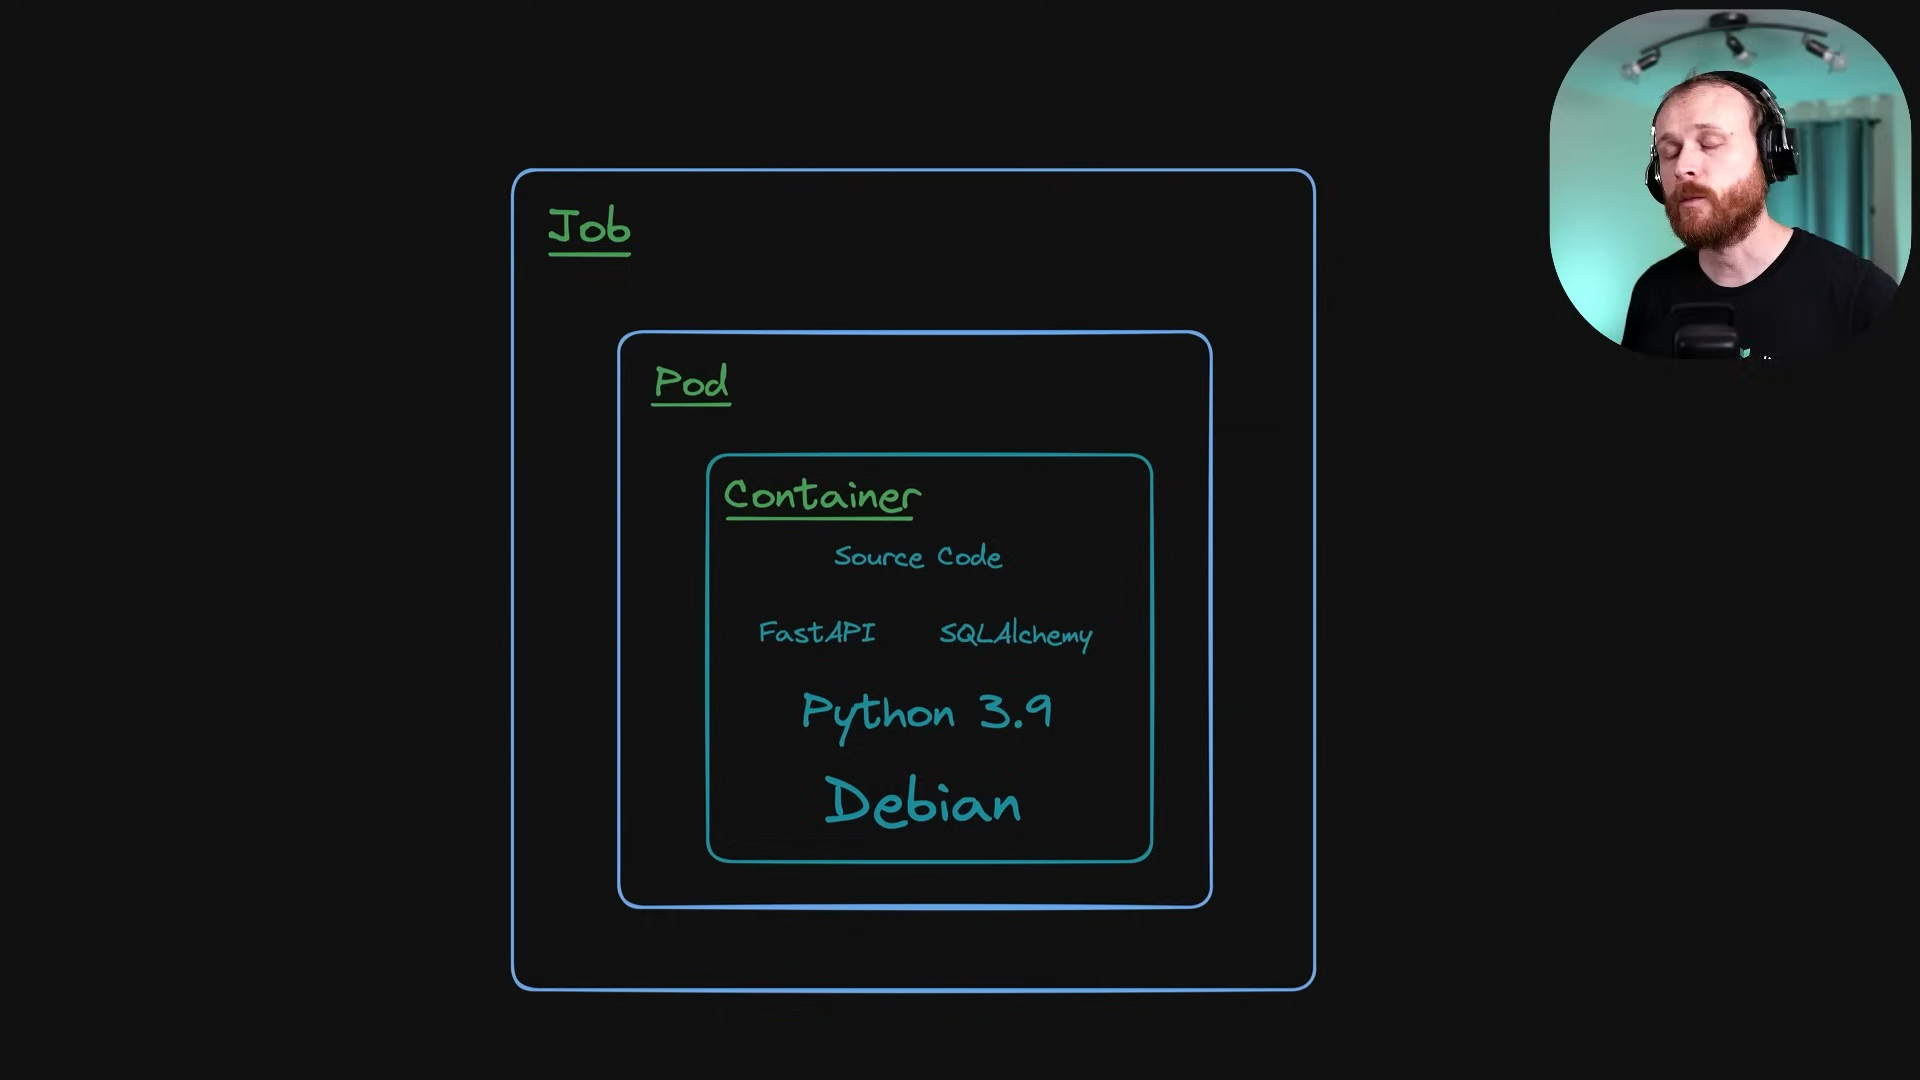 Job
Pod
Container
Source Code
FastAPI SQLAlchemy
Python 3.9
Debian